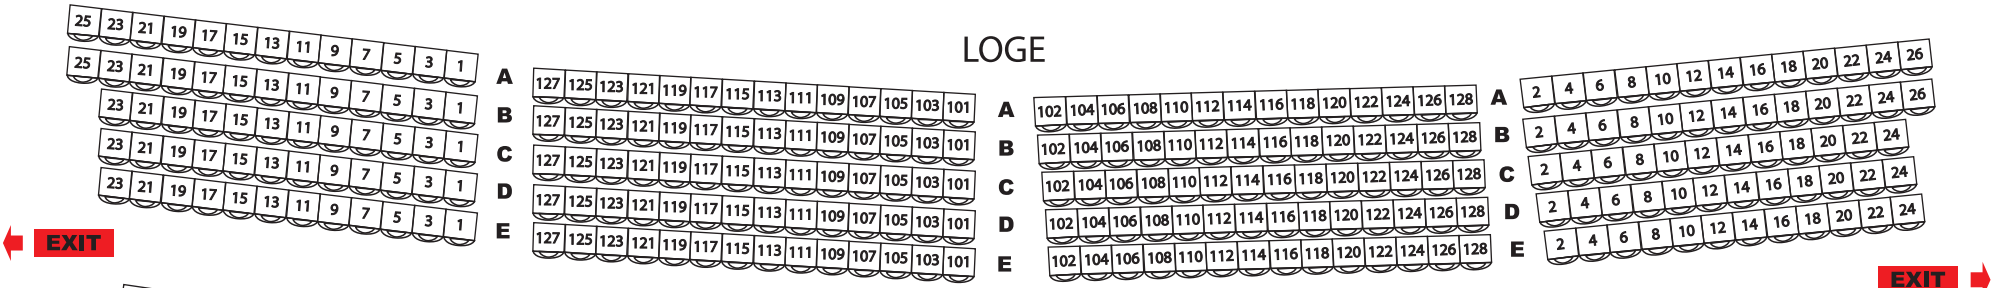 LOGE
25 23 21 19 17 15 13 11 9 7 5 3 1
A
127 125 123 121 119 117 115 113 111 109 107 105 103 101
A
102 104 106 108 110 112 114 116 118 120 122 124 126 128
A
2 4 6 8 10 12 14 16 18 20 22 24 26
25 23 21 19 17 15 13 11 9 7 5 3 1
B
127 125 123 121 119 117 115 113 111 109 107 105 103 101
B
102 104 106 108 110 112 114 116 118 120 122 124 126 128
B
2 4 6 8 10 12 14 16 18 20 22 24 26
23 21 19 17 15 13 11 9 7 5 3 1
C
127 125 123 121 119 117 115 113 111 109 107 105 103 101
C
102 104 106 108 110 112 114 116 118 120 122 124 126 128
C
2 4 6 8 10 12 14 16 18 20 22 24
23 21 19 17 15 13 11 9 7 5 3 1
D
127 125 123 121 119 117 115 113 111 109 107 105 103 101
D
102 104 106 108 110 112 114 116 118 120 122 124 126 128
D
2 4 6 8 10 12 14 16 18 20 22 24
23 21 19 17 15 13 11 9 7 5 3 1
E
127 125 123 121 119 117 115 113 111 109 107 105 103 101
E
102 104 106 108 110 112 114 116 118 120 122 124 126 128
E
2 4 6 8 10 12 14 16 18 20 22 24
EXIT
EXIT